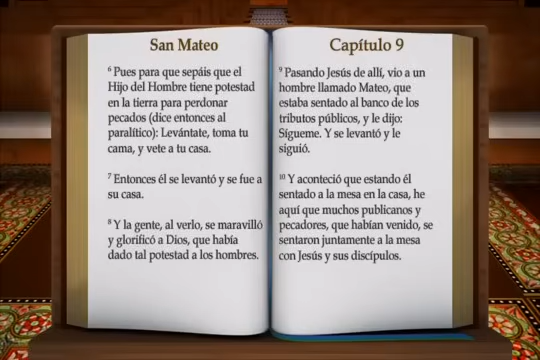 San Mateo
⁶ Pues para que sepáis que el
Hijo del Hombre tiene potestad
en la tierra para perdonar
pecados (dice entonces al
paralítico): Levántate, toma tu
cama, y vete a tu casa.
⁷ Entonces él se levantó y se fue a
su casa.
⁸ Y la gente, al verlo, se maravilló
y glorificó a Dios, que había
dado tal potestad a los hombres.
Capítulo 9
⁹ Pasando Jesús de allí, vio a un
hombre llamado Mateo, que
estaba sentado al banco de los
tributos públicos, y le dijo:
Sígueme. Y se levantó y le
siguió.
¹⁰ Y aconteció que estando él
sentado a la mesa en la casa, he
aquí que muchos publicanos y
pecadores, que habían venido, se
sentaron juntamente a la mesa
con Jesús y sus discípulos.